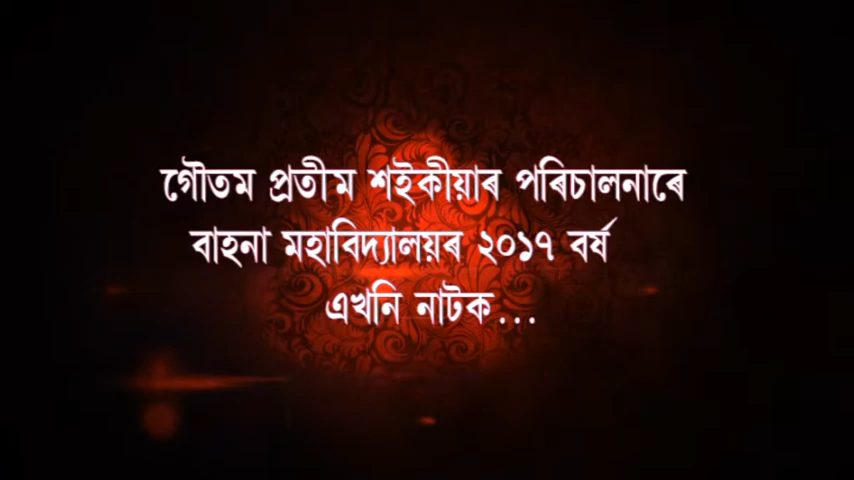 গৌতম প্ৰতীম শইকীয়াৰ পৰিচালনাৰে
বাহনা মহাবিদ্যালয়ৰ ২০১৭ বৰ্ষ
এখনি নাটক...